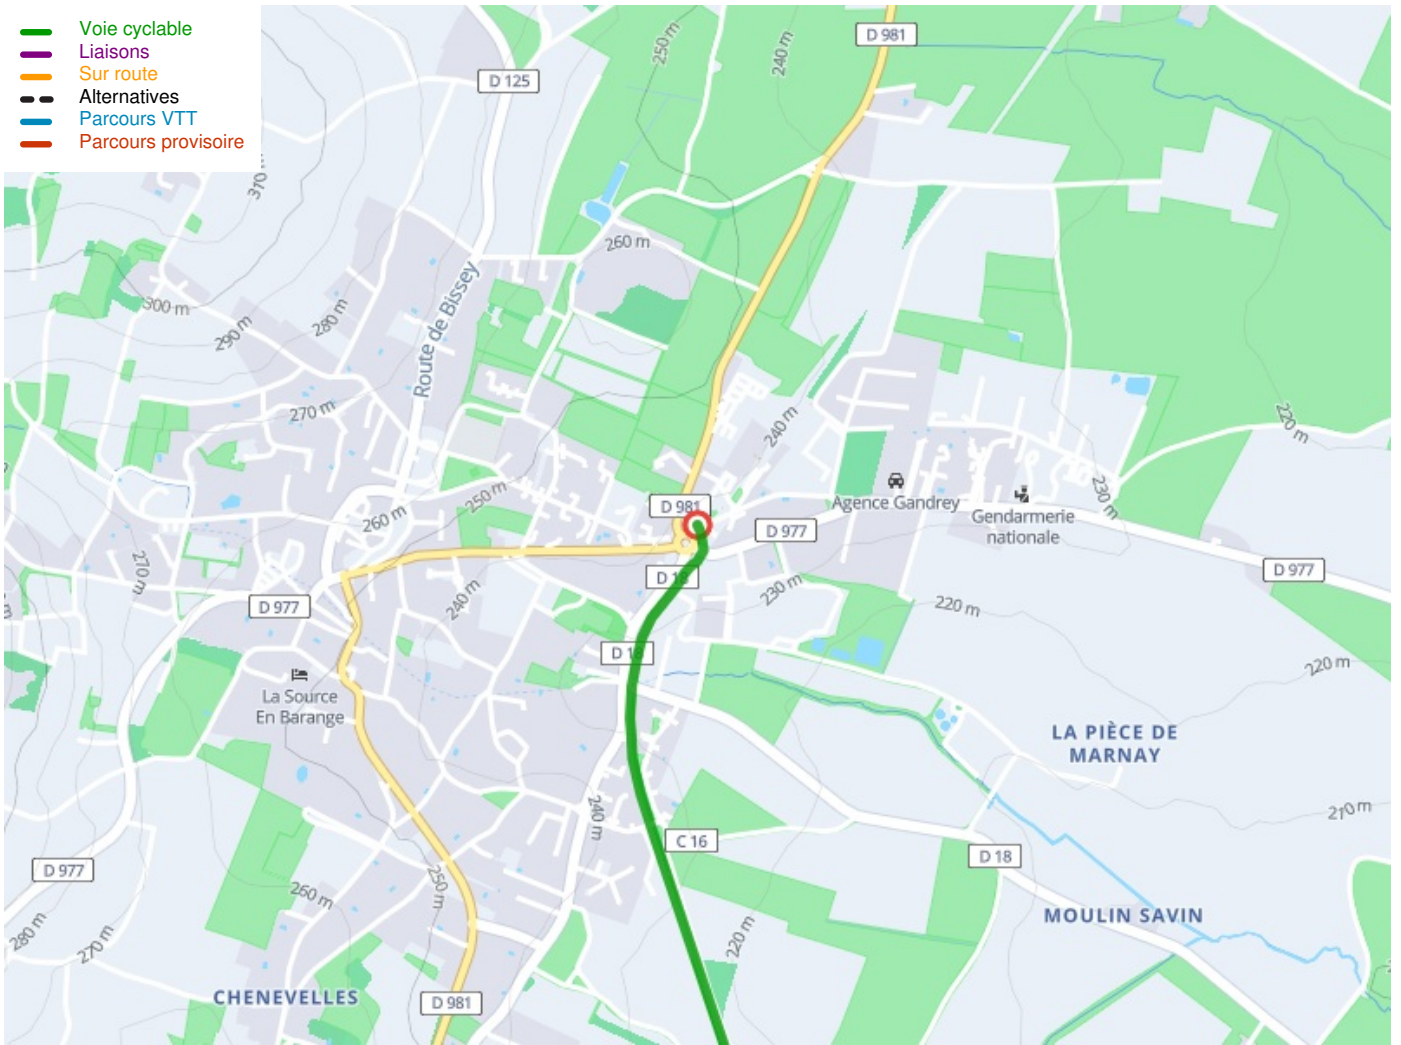 Voie cyclable
Liaisons
Sur route
Alternatives
Parcours VTT
Parcours provisoire
D 981
250 m
240 m
D 125
310 m
260 m
Route de Bissey
300 m
290 m
280 m
270 m
240 m
220 m
250 m
260 m
D 981
Agence Gandrey
230 m
Gendarmerie
nationale
D 977
D 977
270 m
D 977
240 m
D 18
230 m
220 m
D 18
220 m
La Source
En Barange
LA PIÈCE DE
MARNAY
240 m
210 m
C 16
D 18
D 977
250 m
260 m
MOULIN SAVIN
280 m
270 m
220 m
CHENEVELLES
D 981